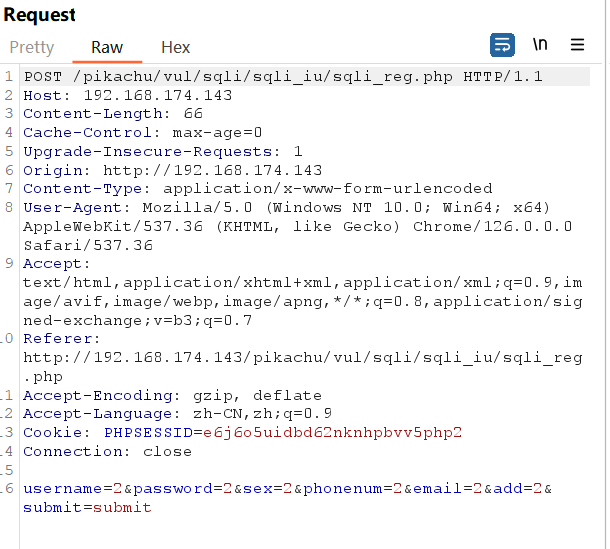 Request
Pretty Raw Hex \n
1 POST /pikachu/vul/sqli/sqli_iu/sqli_reg.php HTTP/1.1
2 Host: 192.168.174.143
3 Content-Length: 66
4 Cache-Control: max-age=0
5 Upgrade-Insecure-Requests: 1
6 Origin: http://192.168.174.143
7 Content-Type: application/x-www-form-urlencoded
8 User-Agent: Mozilla/5.0 (Windows NT 10.0; Win64; x64)
AppleWebKit/537.36 (KHTML, like Gecko) Chrome/126.0.0.0
Safari/537.36
9 Accept:
text/html,application/xhtml+xml,application/xml;q=0.9,im
age/avif,image/webp,image/apng,*/*;q=0.8,application/sig
ned-exchange;v=b3;q=0.7
10 Referer:
http://192.168.174.143/pikachu/vul/sqli/sqli_iu/sqli_reg
.php
11 Accept-Encoding: gzip, deflate
12 Accept-Language: zh-CN,zh;q=0.9
13 Cookie: PHPSESSID=e6j6o5uidbd62nknhpbvv5php2
14 Connection: close
15
16 username=2&password=2&sex=2&phonenum=2&email=2&add=2&
submit=submit